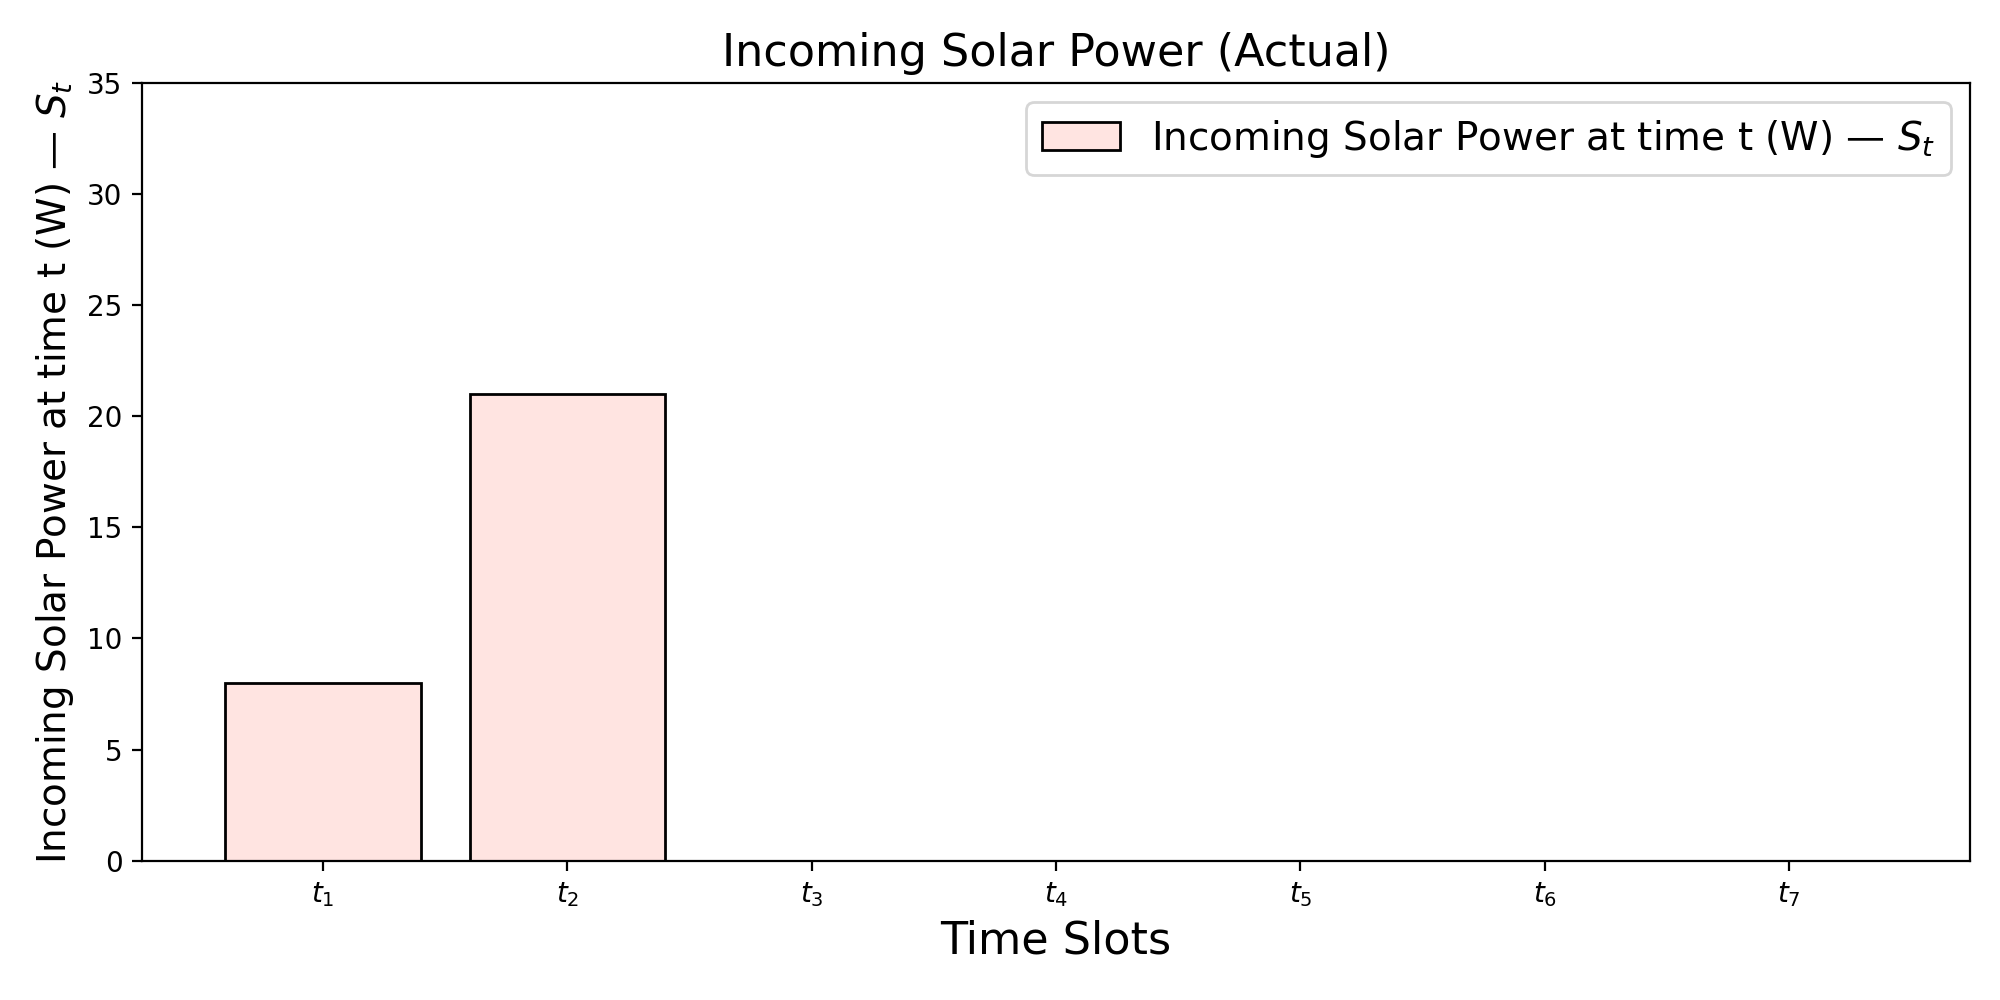 Incoming Solar Power (Actual)
Incoming Solar Power at time t (W) — S_t
35
30
25
20
15
10
5
0
Incoming Solar Power at time t (W) — S_t
t_1 t_2 t_3 t_4 t_5 t_6 t_7
Time Slots